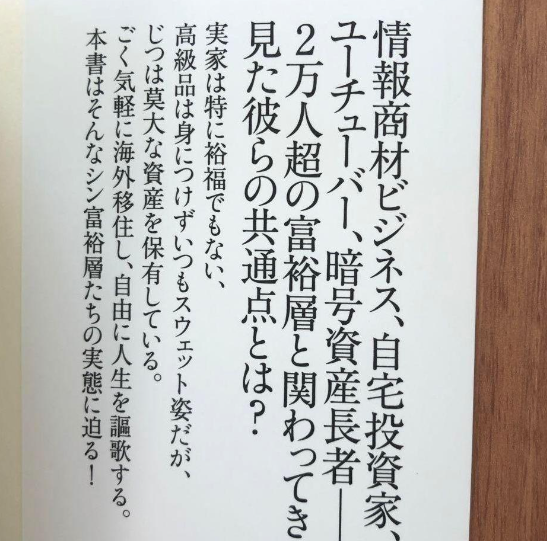 情報商材ビジネス、自宅投資家、
ユーチューバー、暗号資産長者―
２万人超の富裕層と関わってき
見た彼らの共通点とは？
実家は特に裕福でもない、
高級品は身につけずいつもスウェット姿だが、
じつは莫大な資産を保有している。
ごく気軽に海外移住し、自由に人生を謳歌する。
本書はそんなシン富裕層たちの実態に迫る！